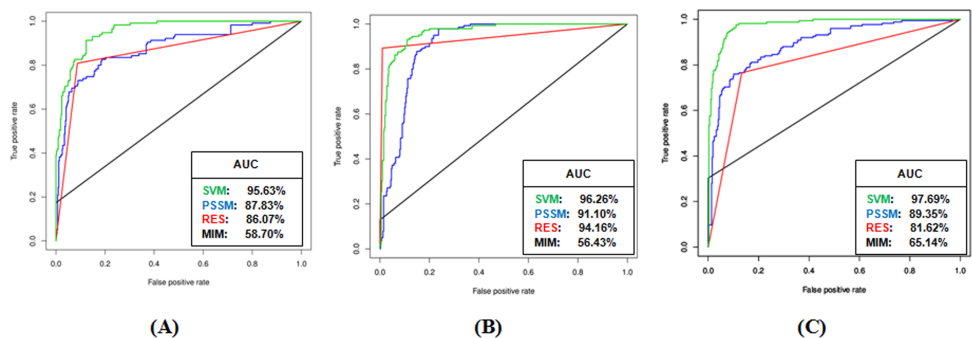 True positive rate
1.0
0.8
0.6
0.4
0.2
0.0
AUC
SVM: 95.63%
PSSM: 87.83%
RES: 86.07%
MIM: 58.70%
0.0 0.2 0.4 0.6 0.8 1.0
False positive rate
(A)
True positive rate
1.0
0.8
0.6
0.4
0.2
0.0
AUC
SVM: 96.26%
PSSM: 91.10%
RES: 94.16%
MIM: 56.43%
0.0 0.2 0.4 0.6 0.8 1.0
False positive rate
(B)
True positive rate
1.0
0.8
0.6
0.4
0.2
0.0
AUC
SVM: 97.69%
PSSM: 89.35%
RES: 81.62%
MIM: 65.14%
0.0 0.2 0.4 0.6 0.8 1.0
False positive rate
(C)